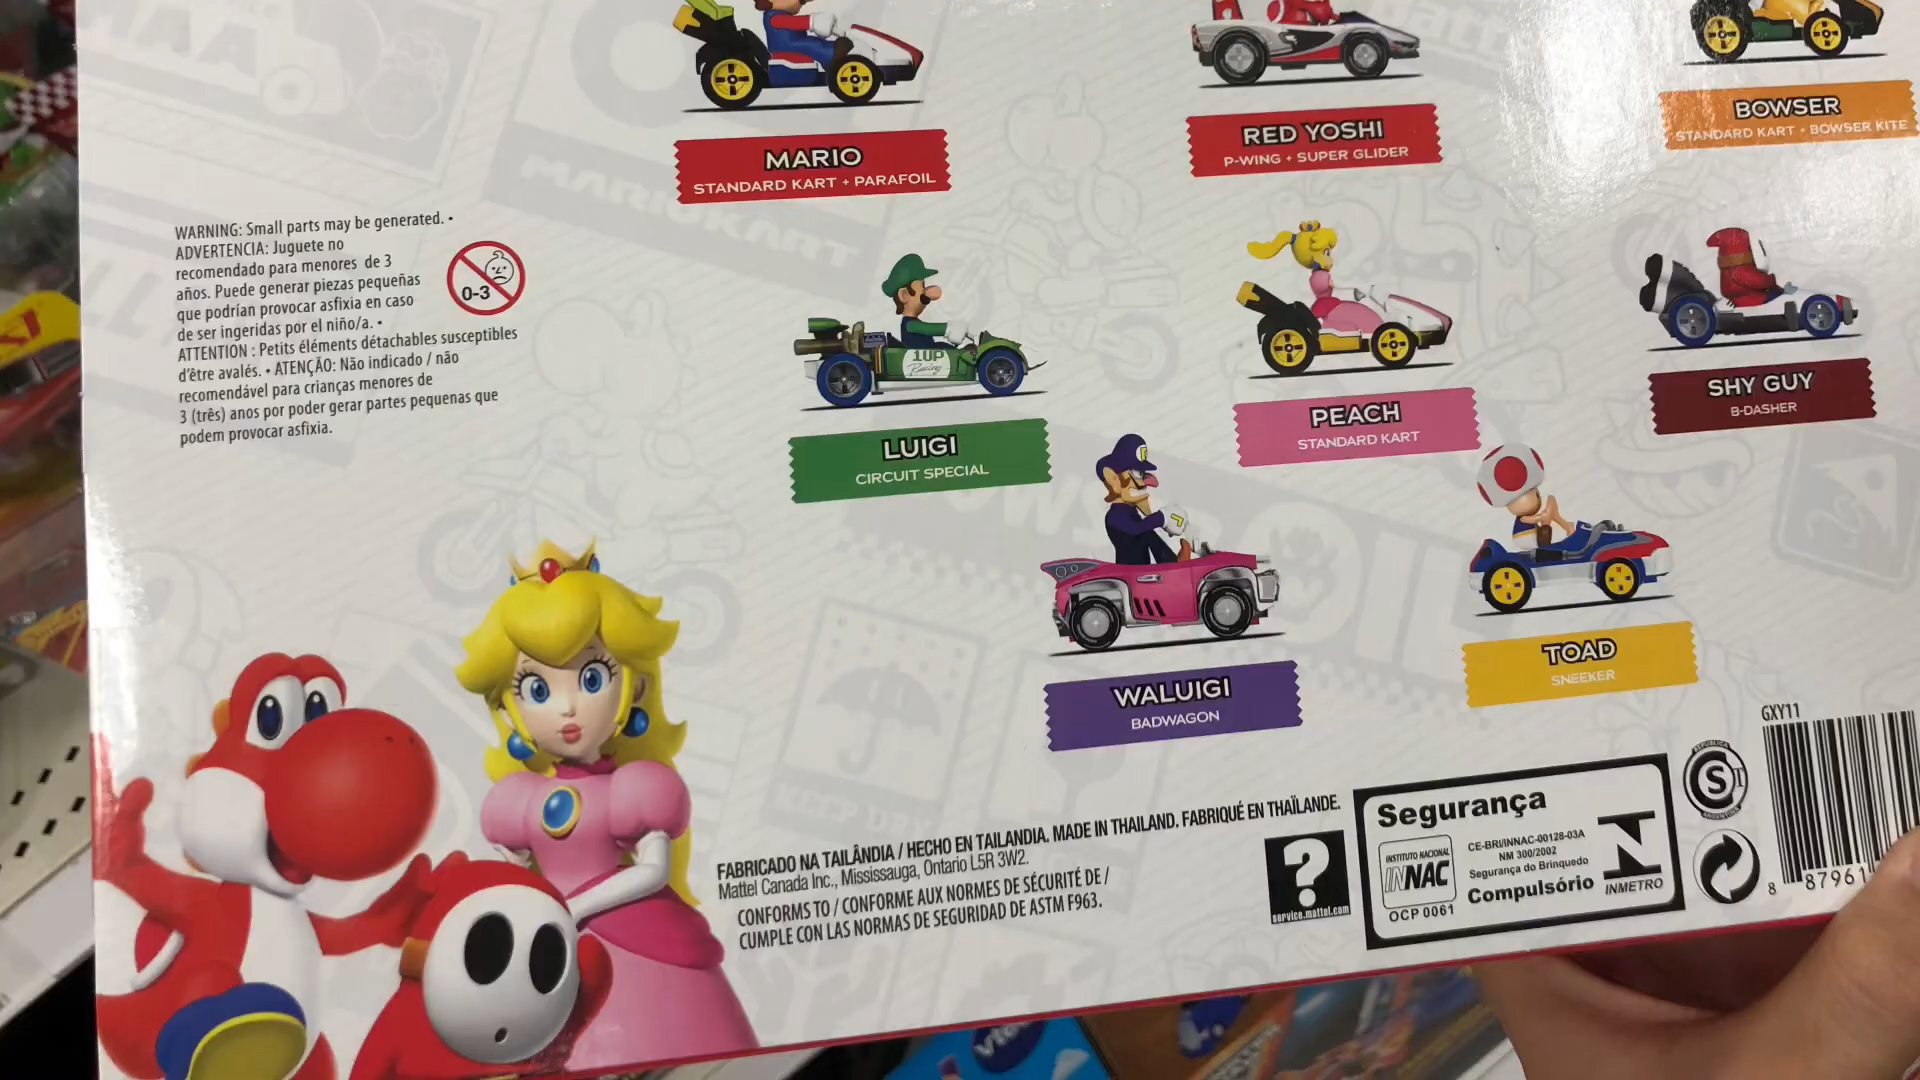 MARIO
STANDARD KART + PARAFOIL
RED YOSHI
P-WING + SUPER GLIDER
BOWSER
STANDARD KART + BOWSER KITE
WARNING: Small parts may be generated. •
ADVERTENCIA: Juguete no
recomendado para menores de 3
años. Puede generar piezas pequeñas
que podrían provocar asfixia en caso
de ser ingeridas por el niño/a. •
ATTENTION : Petits éléments détachables susceptibles
d'être avalés. • ATENÇÃO: Não indicado / não
recomendável para crianças menores de
3 (três) anos por poder gerar partes pequenas que
podem provocar asfixia.
0-3
1UP
Racing
LUIGI
CIRCUIT SPECIAL
PEACH
STANDARD KART
SHY GUY
B-DASHER
WALUIGI
BADWAGON
TOAD
SNEEKER
MARIO KART
FABRICADO NA TAILÂNDIA / HECHO EN TAILANDIA. MADE IN THAILAND. FABRIQUÉ EN THAÏLANDE.
Mattel Canada Inc., Mississauga, Ontario L5R 3W2.
CONFORMS TO / CONFORME AUX NORMES DE SÉCURITÉ DE /
CUMPLE CON LAS NORMAS DE SEGURIDAD DE ASTM F963.
?
service.mattel.com
Segurança
INSTITUTO NACIONAL
INNAC
OCP 0061
CE-BRI/INNAC-00128-03A
NM 300/2002
Segurança do Brinquedo
Compulsório
INMETRO
S
GXY11
8 87961